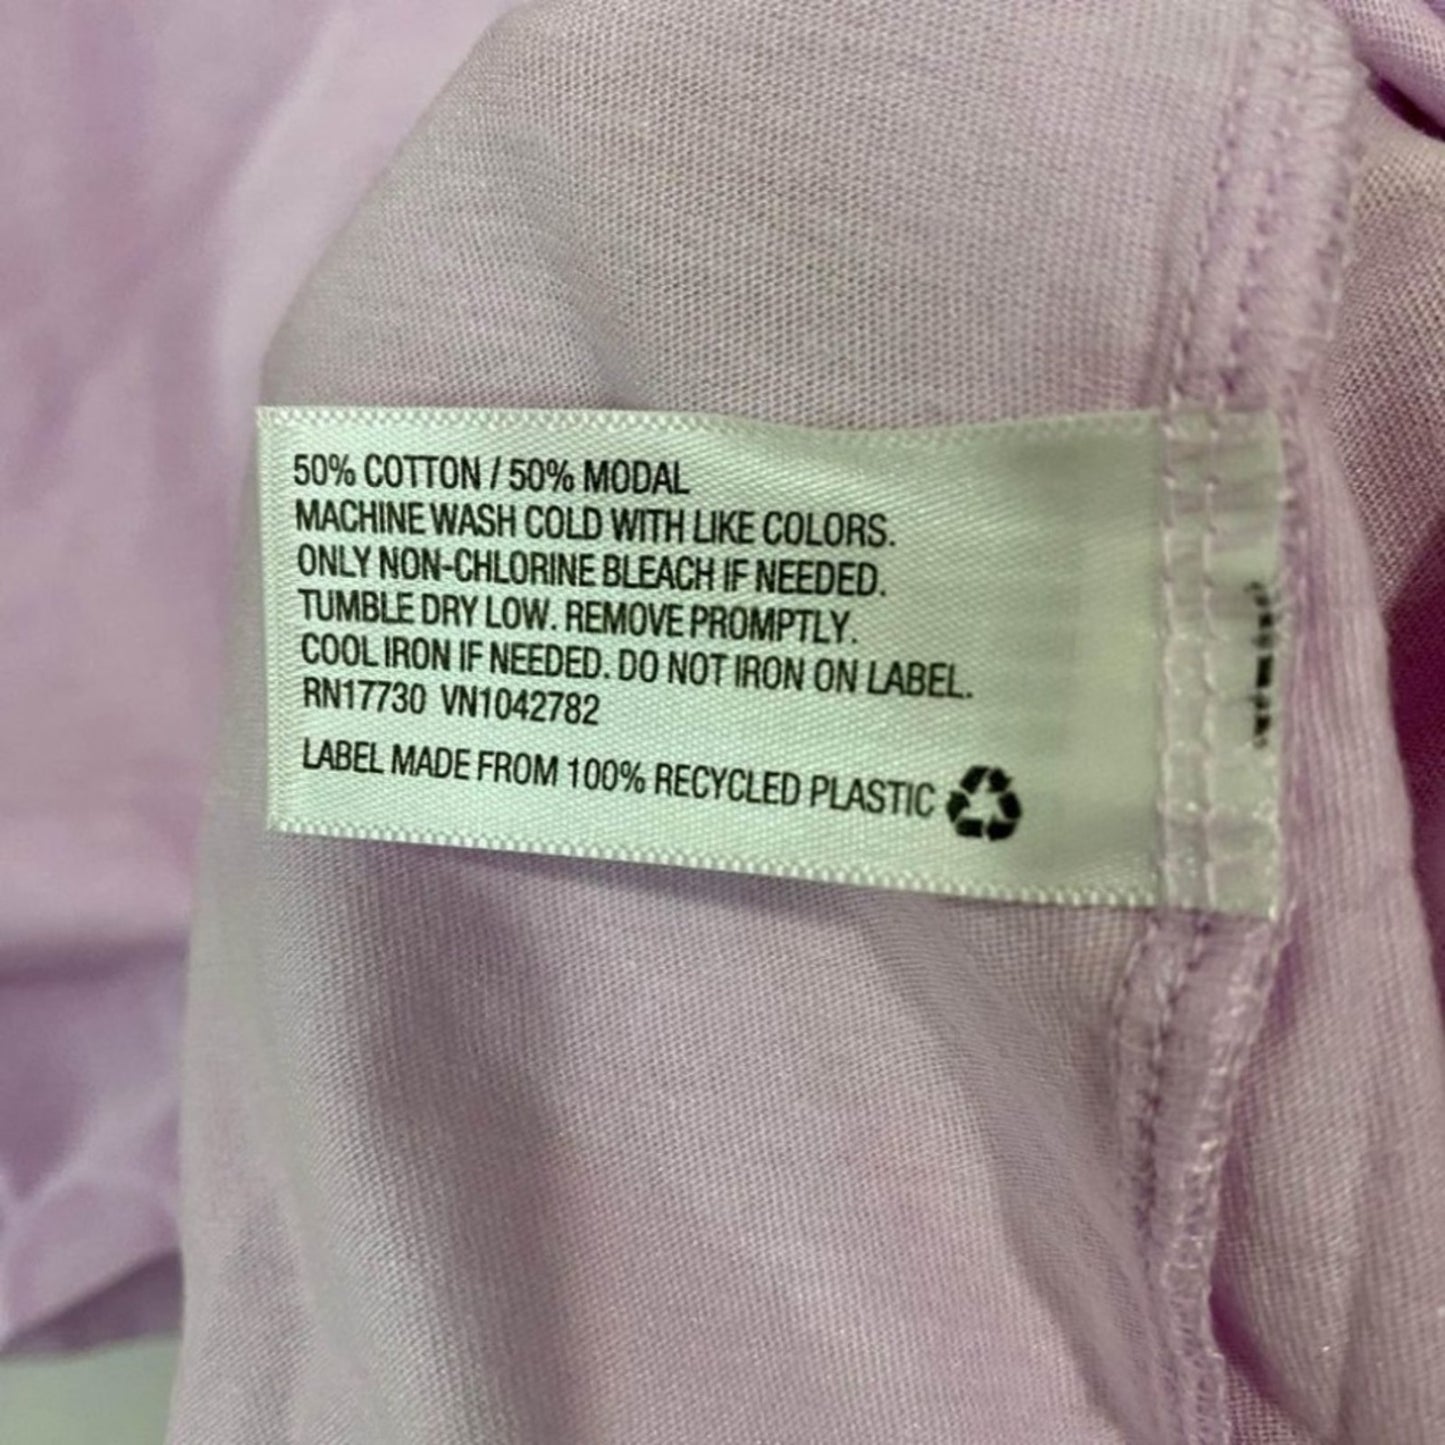 50% COTTON / 50% MODAL
MACHINE WASH COLD WITH LIKE COLORS.
ONLY NON-CHLORINE BLEACH IF NEEDED.
TUMBLE DRY LOW. REMOVE PROMPTLY.
COOL IRON IF NEEDED. DO NOT IRON ON LABEL.
RN17730 VN1042782
LABEL MADE FROM 100% RECYCLED PLASTIC